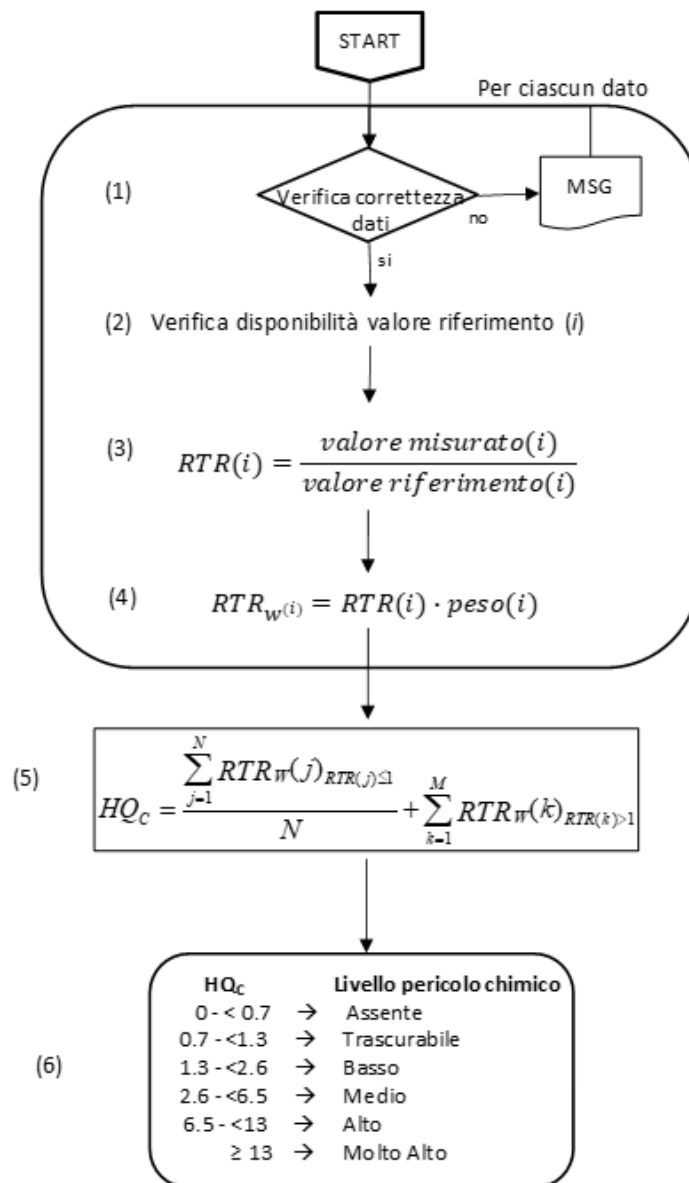 START
Per ciascun dato
(1) Verifica correttezza dati
no
MSG
si
(2) Verifica disponibilità valore riferimento (i)
(3) RTR(i) = valore misurato(i) / valore riferimento(i)
(4) RTR_w(i) = RTR(i) · peso(i)
(5) HQ_C = ∑_{j=1}^{N} RTR_W(j)_{RTR(j)≤1} / N + ∑_{k=1}^{M} RTR_W(k)_{RTR(k)>1}
HQ_C Livello pericolo chimico
0 - < 0.7 → Assente
0.7 - <1.3 → Trascurabile
(6) 1.3 - <2.6 → Basso
2.6 - <6.5 → Medio
6.5 - <13 → Alto
≥ 13 → Molto Alto